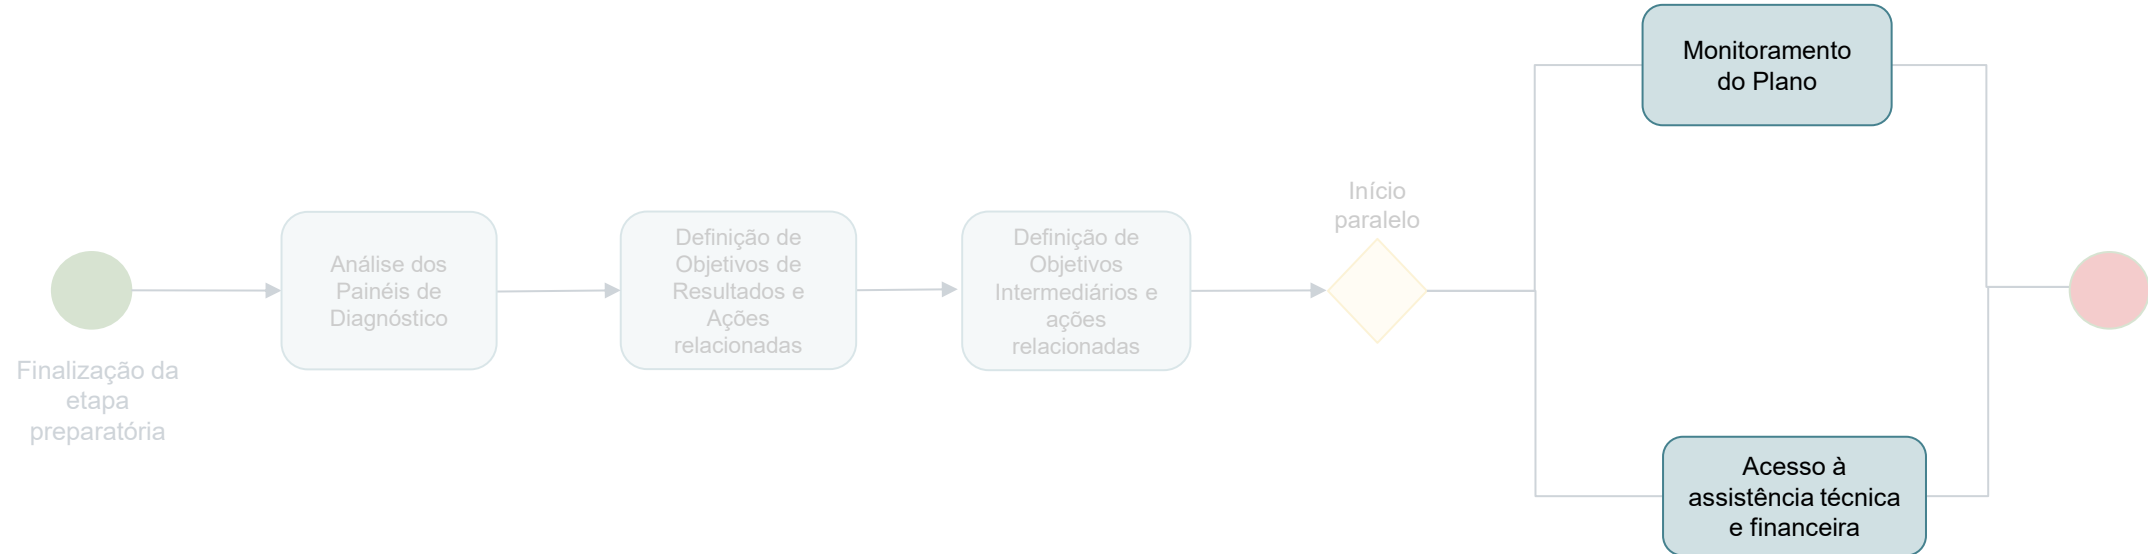 Finalização da
etapa
preparatória
Análise dos
Painéis de
Diagnóstico
Definição de
Objetivos de
Resultados e
Ações
relacionadas
Definição de
Objetivos
Intermediários e
ações
relacionadas
Início
paralelo
Monitoramento
do Plano
Acesso à
assistência técnica
e financeira